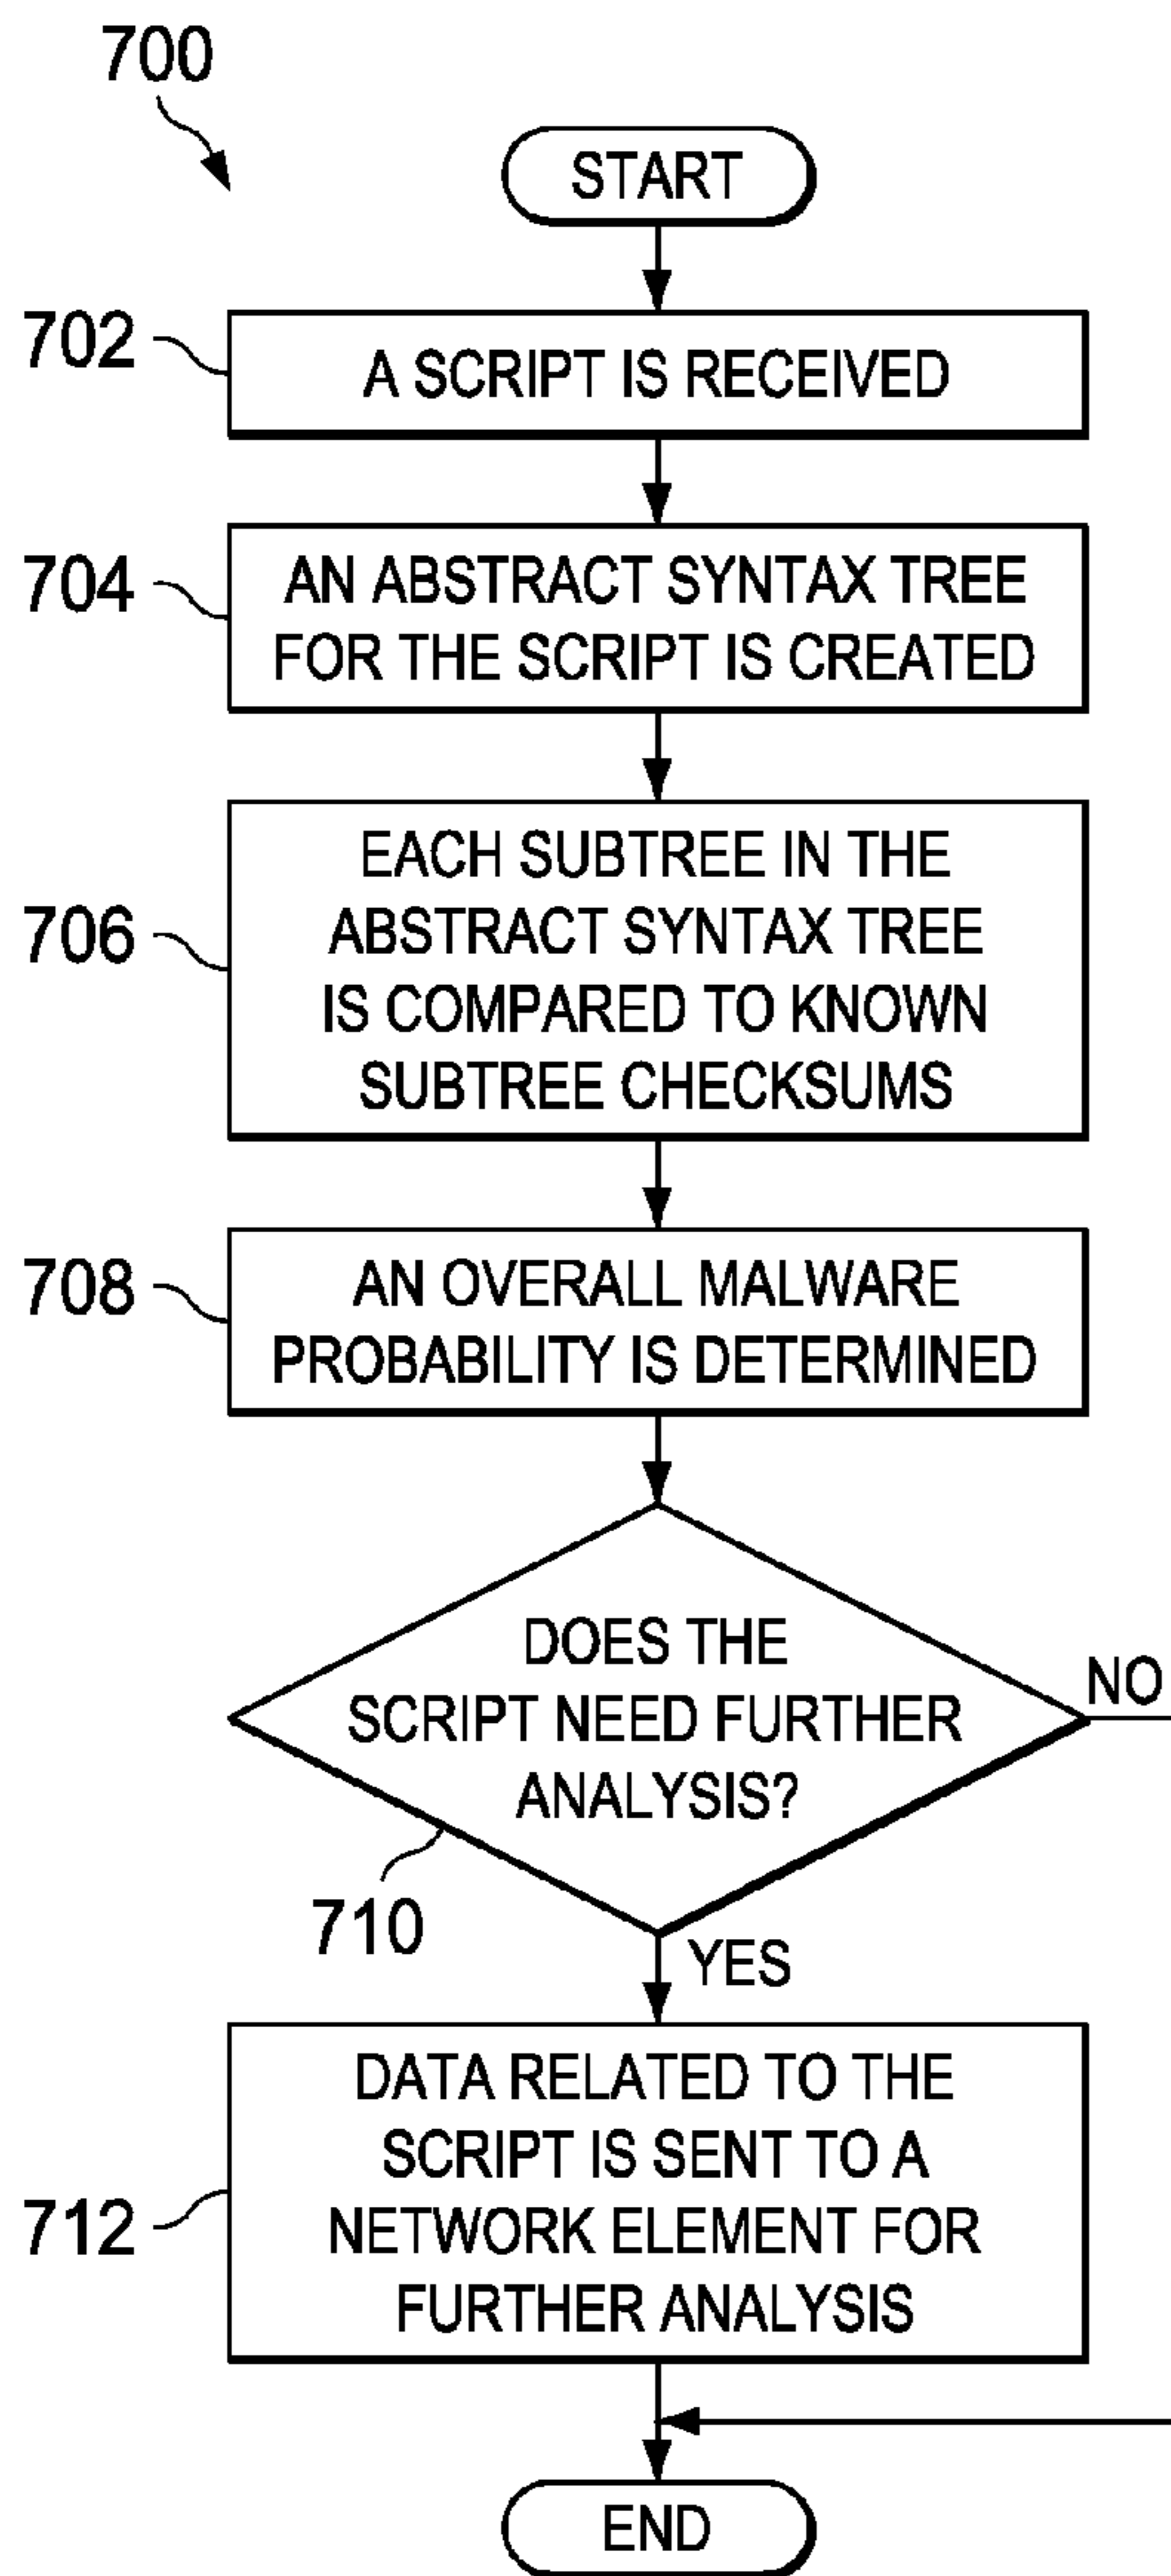 700
START
702
A SCRIPT IS RECEIVED
704
AN ABSTRACT SYNTAX TREE
FOR THE SCRIPT IS CREATED
706
EACH SUBTREE IN THE
ABSTRACT SYNTAX TREE
IS COMPARED TO KNOWN
SUBTREE CHECKSUMS
708
AN OVERALL MALWARE
PROBABILITY IS DETERMINED
DOES THE
SCRIPT NEED FURTHER
ANALYSIS?
NO
710
YES
712
DATA RELATED TO THE
SCRIPT IS SENT TO A
NETWORK ELEMENT FOR
FURTHER ANALYSIS
END